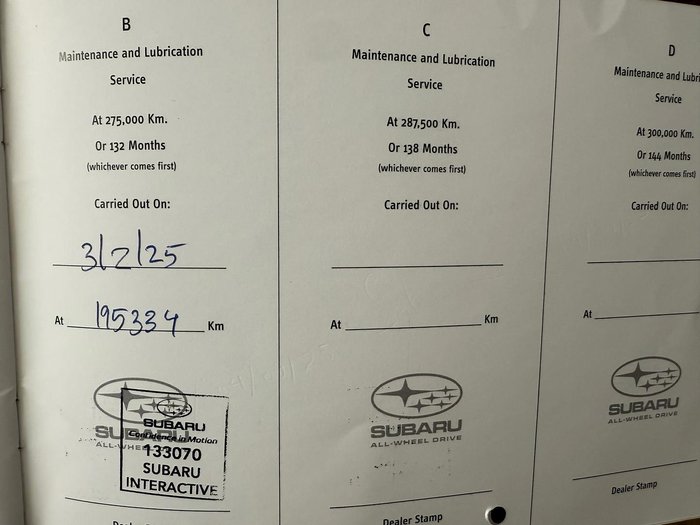 B
Maintenance and Lubrication
Service
At 275,000 Km.
Or 132 Months
(whichever comes first)
Carried Out On:
3/2/25
At 195334 Km
SUBARU
ALL-WHEEL
SUBARU
Confidence in Motion
133070
SUBARU
INTERACTIVE
C
Maintenance and Lubrication
Service
At 287,500 Km.
Or 138 Months
(whichever comes first)
Carried Out On:
At Km
SUBARU
ALL-WHEEL DRIVE
Dealer Stamp
D
Maintenance and Lubri
Service
At 300,000 Km.
Or 144 Months
(whichever comes first)
Carried Out On:
At
SUBARU
ALL-WHEEL DRIVE
Dealer Stamp